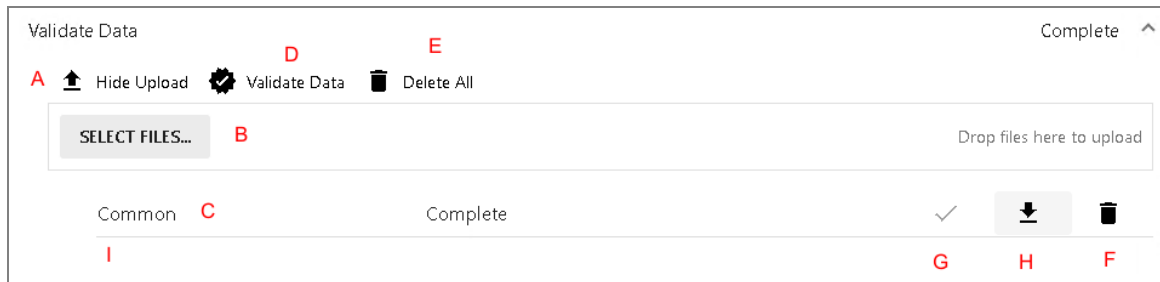 Validate Data Complete
D E
A Hide Upload Validate Data Delete All
SELECT FILES... B Drop files here to upload
Common C Complete
I G H F